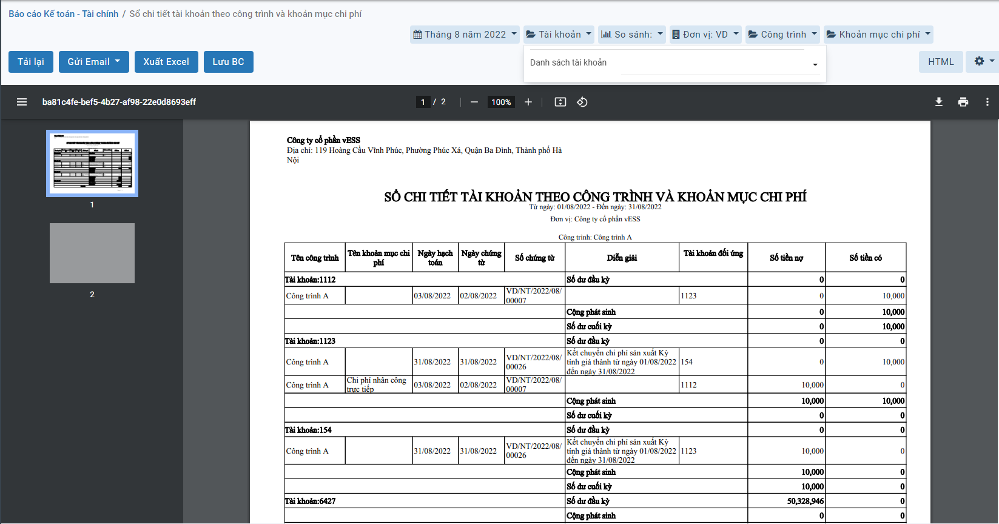 Báo cáo Kế toán - Tài chính / Sổ chi tiết tài khoản theo công trình và khoản mục chi phí
Tháng 8 năm 2022 Tài khoản So sánh: Đơn vị: VD Công trình Khoản mục chi phí
Tải lại Gửi Email Xuất Excel Lưu BC Danh sách tài khoản HTML
ba81c4fe-bef5-4b27-af98-22e0d8693eff 1 / 2 100%
1
2
Công ty cổ phần vESS
Địa chỉ: 119 Hoàng Cầu Vĩnh Phúc, Phường Phúc Xá, Quận Ba Đình, Thành phố Hà
Nội
SỔ CHI TIẾT TÀI KHOẢN THEO CÔNG TRÌNH VÀ KHOẢN MỤC CHI PHÍ
Từ ngày: 01/08/2022 - Đến ngày: 31/08/2022
Đơn vị: Công ty cổ phần vESS
Công trình: Công trình A
Tên công trình Tên khoản mục chi phí Ngày hạch toán Ngày chứng từ Số chứng từ Diễn giải Tài khoản đối ứng Số tiền nợ Số tiền có
Tài khoản:1112 Số dư đầu kỳ 0 0
Công trình A 03/08/2022 02/08/2022 VD/NT/2022/08/00007 1123 0 10,000
Cộng phát sinh 0 10,000
Số dư cuối kỳ 0 10,000
Tài khoản:1123 Số dư đầu kỳ 0 0
Công trình A 31/08/2022 31/08/2022 VD/NT/2022/08/00026 Kết chuyển chi phí sản xuất Kỳ tính giá thành từ ngày 01/08/2022 đến ngày 31/08/2022 154 0 10,000
Công trình A Chi phí nhân công trực tiếp 03/08/2022 02/08/2022 VD/NT/2022/08/00007 1112 10,000 0
Cộng phát sinh 10,000 10,000
Số dư cuối kỳ 0 0
Tài khoản:154 Số dư đầu kỳ 0 0
Công trình A 31/08/2022 31/08/2022 VD/NT/2022/08/00026 Kết chuyển chi phí sản xuất Kỳ tính giá thành từ ngày 01/08/2022 đến ngày 31/08/2022 1123 10,000 0
Cộng phát sinh 10,000 0
Số dư cuối kỳ 10,000 0
Tài khoản:6427 Số dư đầu kỳ 50,328,946 0
Cộng phát sinh 0 0